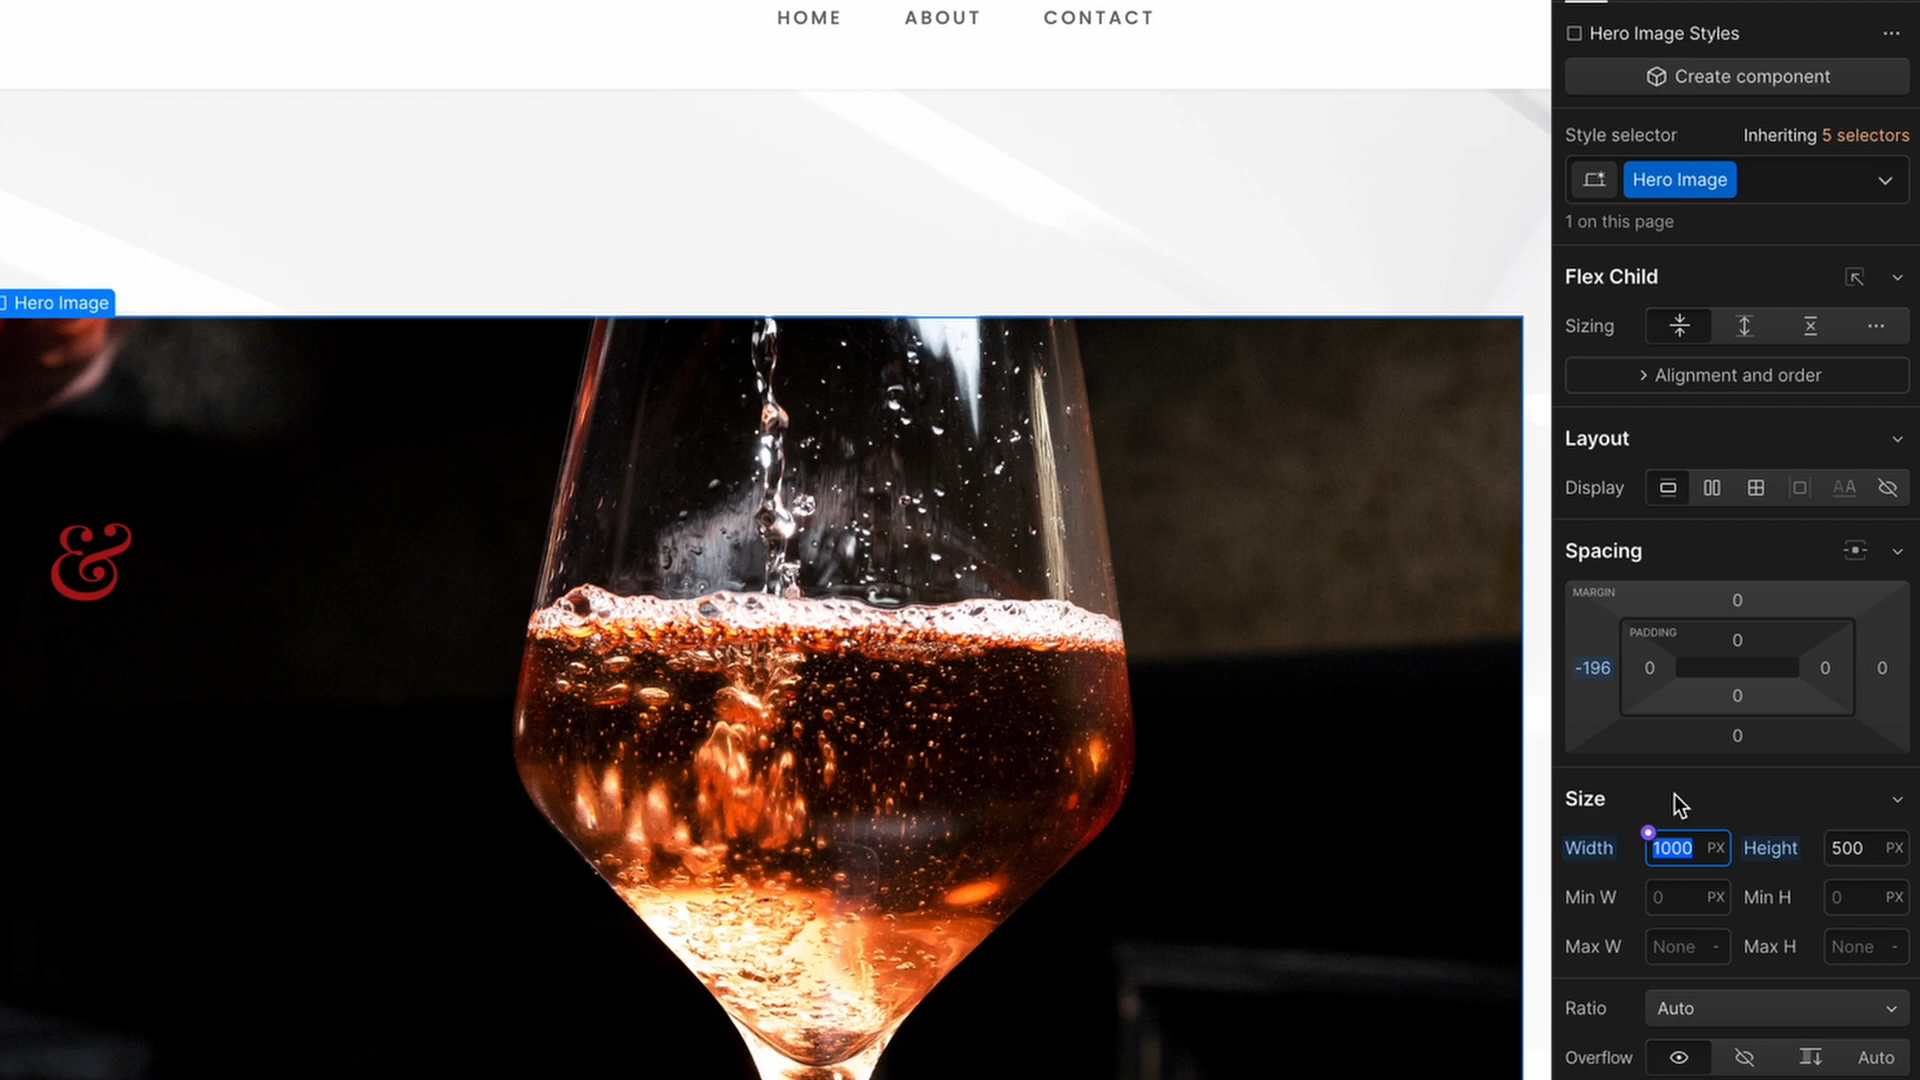 HOME ABOUT CONTACT
Hero Image
&
Hero Image Styles
Create component
Style selector Inheriting 5 selectors
Hero Image
1 on this page
Flex Child
Sizing
Alignment and order
Layout
Display AA
Spacing
MARGIN 0
PADDING 0
-196 0 0 0
0
0
Size
Width 1000 PX Height 500 PX
Min W 0 PX Min H 0 PX
Max W None - Max H None -
Ratio Auto
Overflow Auto